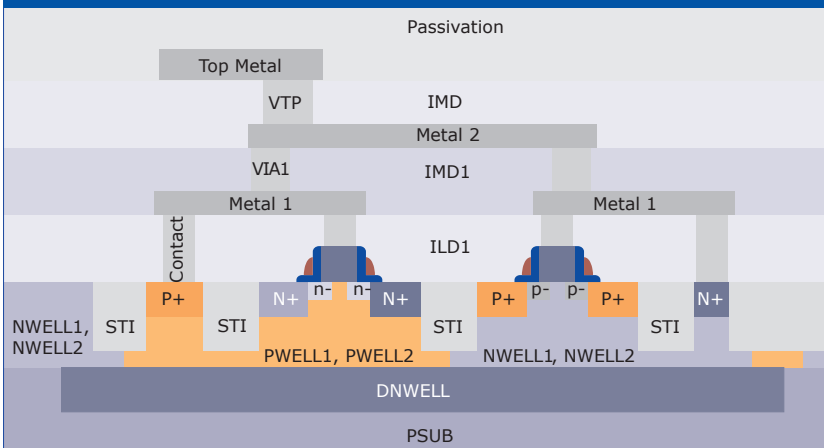 Passivation
Top Metal
VTP
IMD
Metal 2
VIA1
IMD1
Metal 1
Metal 1
Contact
ILD1
n-
n-
p-
p-
P+
N+
N+
P+
P+
N+
NWELL1,
NWELL2
STI
STI
STI
STI
PWELL1, PWELL2
NWELL1, NWELL2
DNWELL
PSUB